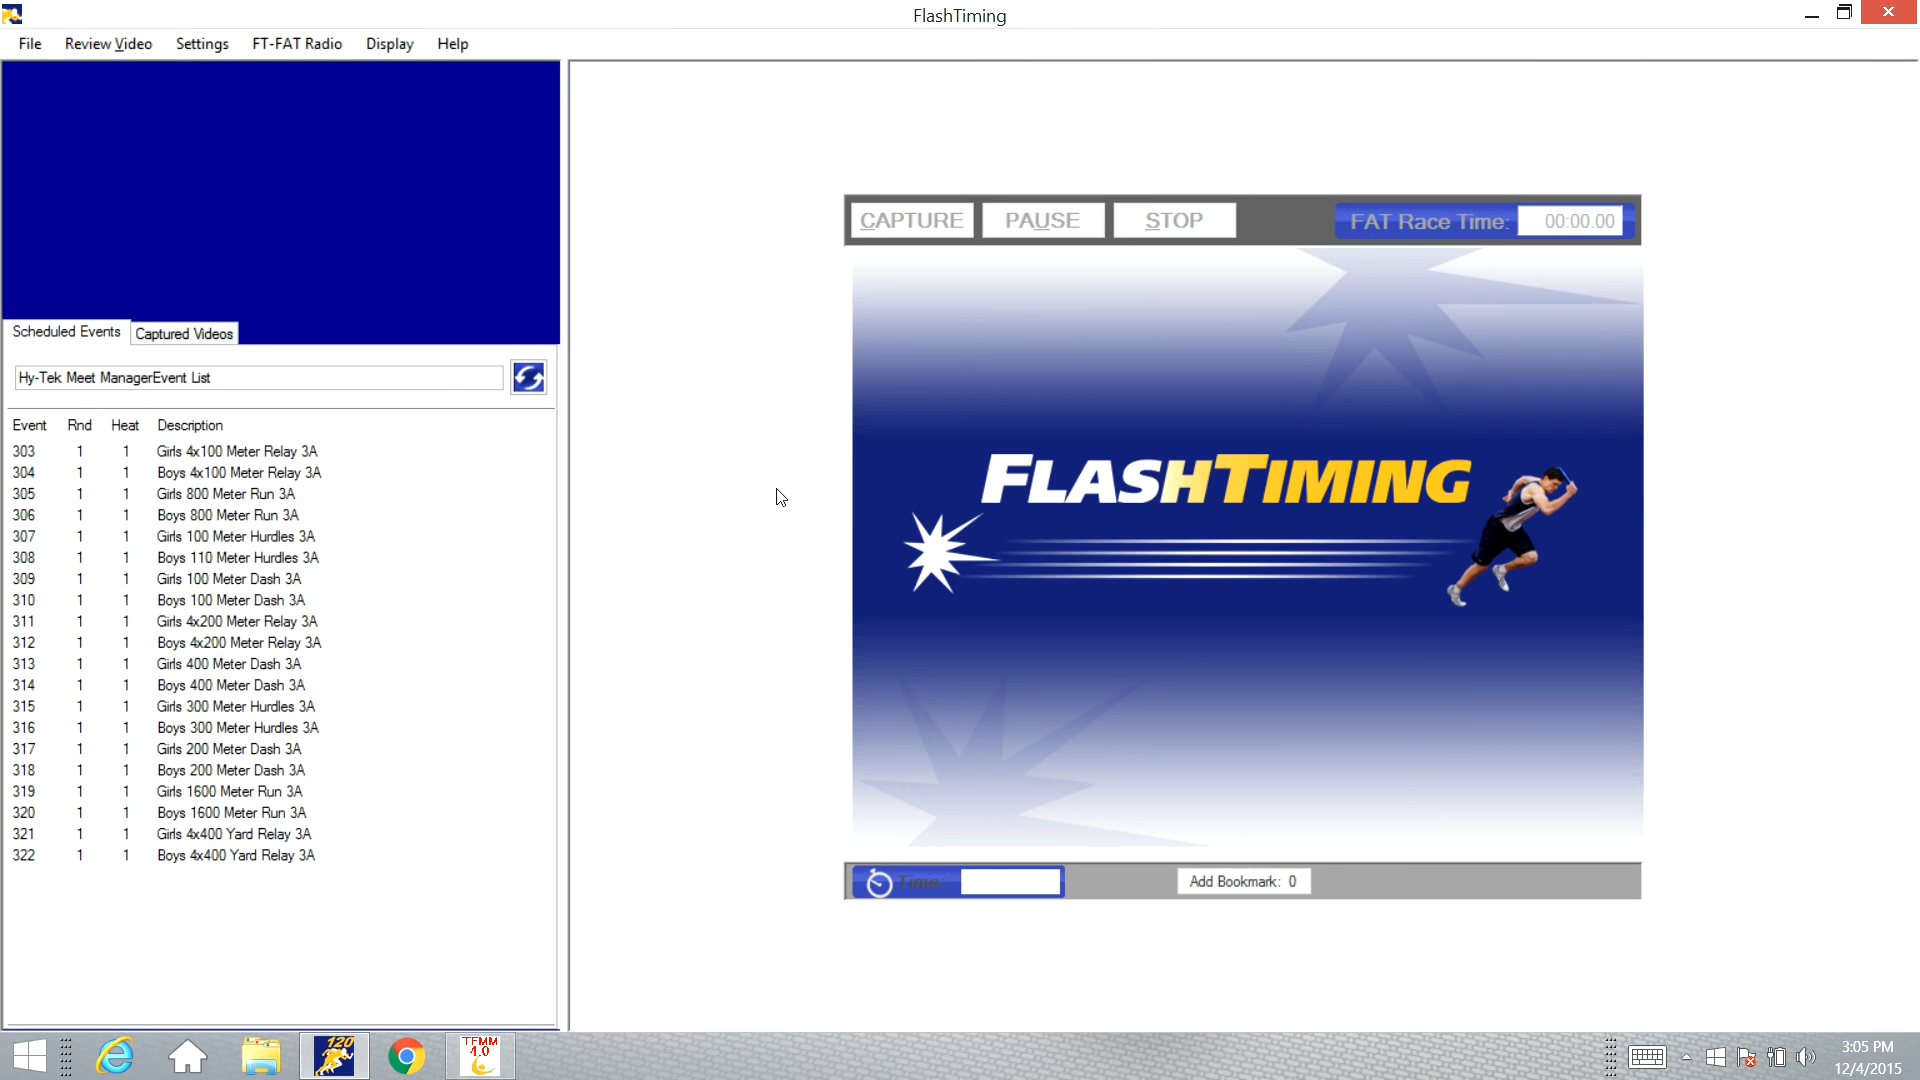 FlashTiming
File Review Video Settings FT-FAT Radio Display Help
CAPTURE PAUSE STOP FAT Race Time: 00:00.00
Scheduled Events Captured Videos
Hy-Tek Meet ManagerEvent List
Event Rnd Heat Description
303 1 1 Girls 4x100 Meter Relay 3A
304 1 1 Boys 4x100 Meter Relay 3A
305 1 1 Girls 800 Meter Run 3A
306 1 1 Boys 800 Meter Run 3A
307 1 1 Girls 100 Meter Hurdles 3A
308 1 1 Boys 110 Meter Hurdles 3A
309 1 1 Girls 100 Meter Dash 3A
310 1 1 Boys 100 Meter Dash 3A
311 1 1 Girls 4x200 Meter Relay 3A
312 1 1 Boys 4x200 Meter Relay 3A
313 1 1 Girls 400 Meter Dash 3A
314 1 1 Boys 400 Meter Dash 3A
315 1 1 Girls 300 Meter Hurdles 3A
316 1 1 Boys 300 Meter Hurdles 3A
317 1 1 Girls 200 Meter Dash 3A
318 1 1 Boys 200 Meter Dash 3A
319 1 1 Girls 1600 Meter Run 3A
320 1 1 Boys 1600 Meter Run 3A
321 1 1 Girls 4x400 Yard Relay 3A
322 1 1 Boys 4x400 Yard Relay 3A
FLASHTIMING
Time: Add Bookmark: 0
120
TFMM
4.0
3:05 PM
12/4/2015